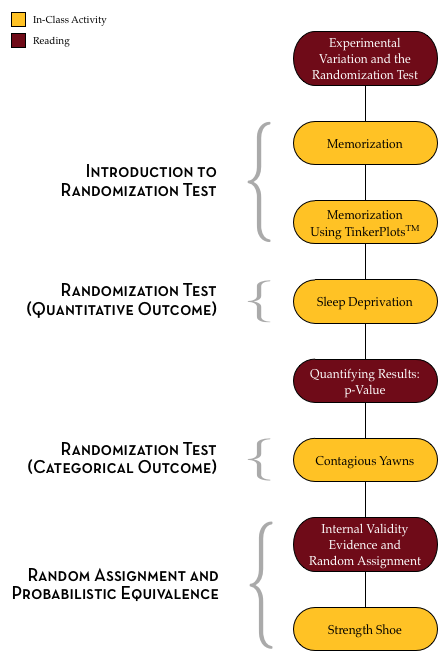 In-Class Activity
Reading
Experimental
Variation and the
Randomization Test
Memorization
Introduction to
Randomization Test
Memorization
Using TinkerPlots™
Randomization Test
(Quantitative Outcome)
Sleep Deprivation
Quantifying Results:
p-Value
Randomization Test
(Categorical Outcome)
Contagious Yawns
Internal Validity
Evidence and
Random Assignment
Random Assignment and
Probabilistic Equivalence
Strength Shoe